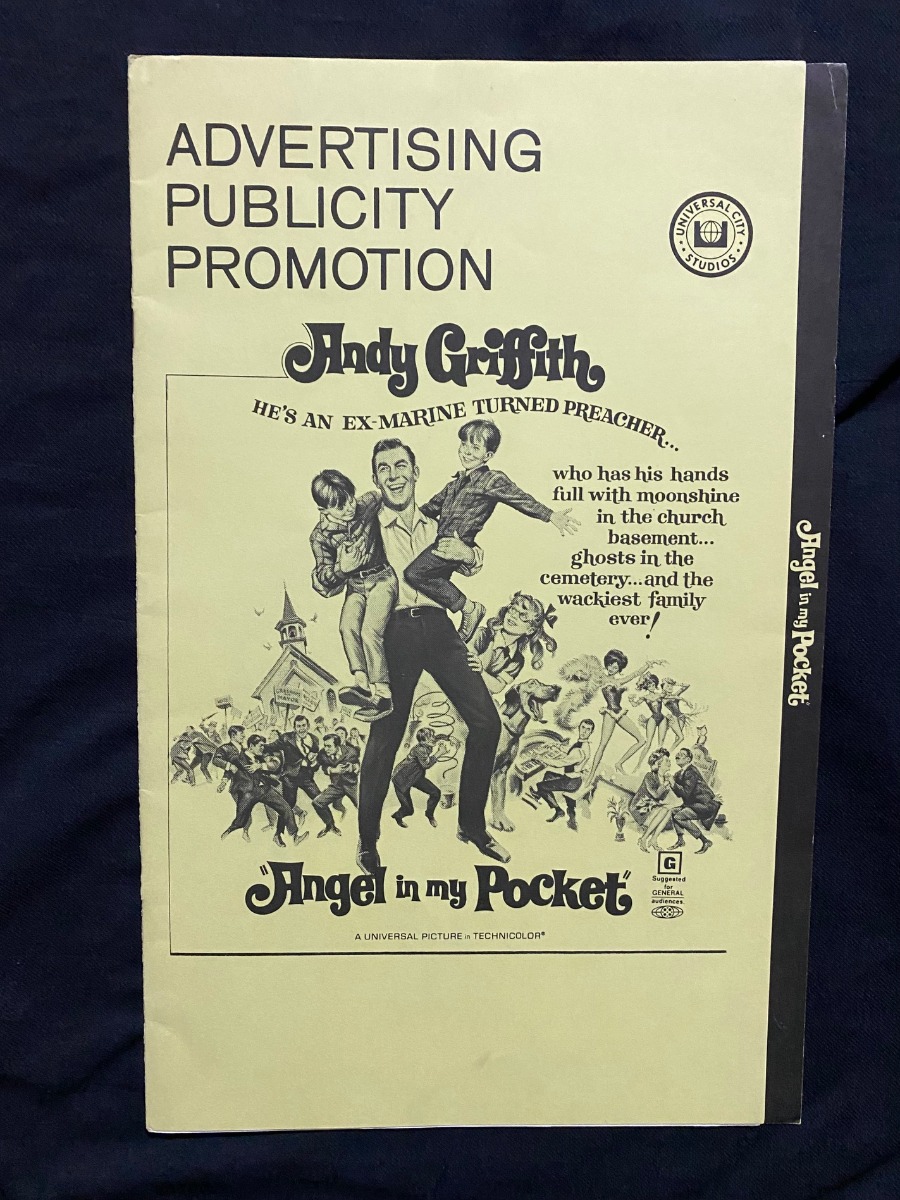 ADVERTISING
PUBLICITY
PROMOTION
UNIVERSAL CITY
STUDIOS
Andy Griffith
HE'S AN EX-MARINE TURNED PREACHER...
who has his hands
full with moonshine
in the church
basement...
ghosts in the
cemetery...and the
wackiest family
ever!
"Angel in my Pocket"
G
Suggested
for
GENERAL
audiences.
A UNIVERSAL PICTURE in TECHNICOLOR®
Angel in my Pocket